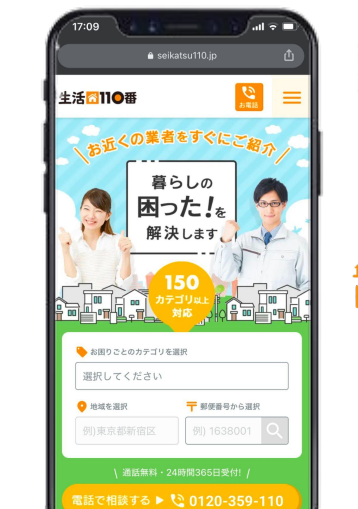 17:09
seikatsu110.jp
生活110番
お電話
お近くの業者をすぐにご紹介
暮らしの
困った!を
解決します
150
カテゴリ以上
対応
お困りごとのカテゴリを選択
選択してください
地域を選択
郵便番号から選択
例)東京都新宿区
例) 1638001
\ 通話無料・24時間365日受付! /
電話で相談する ▶ 0120-359-110